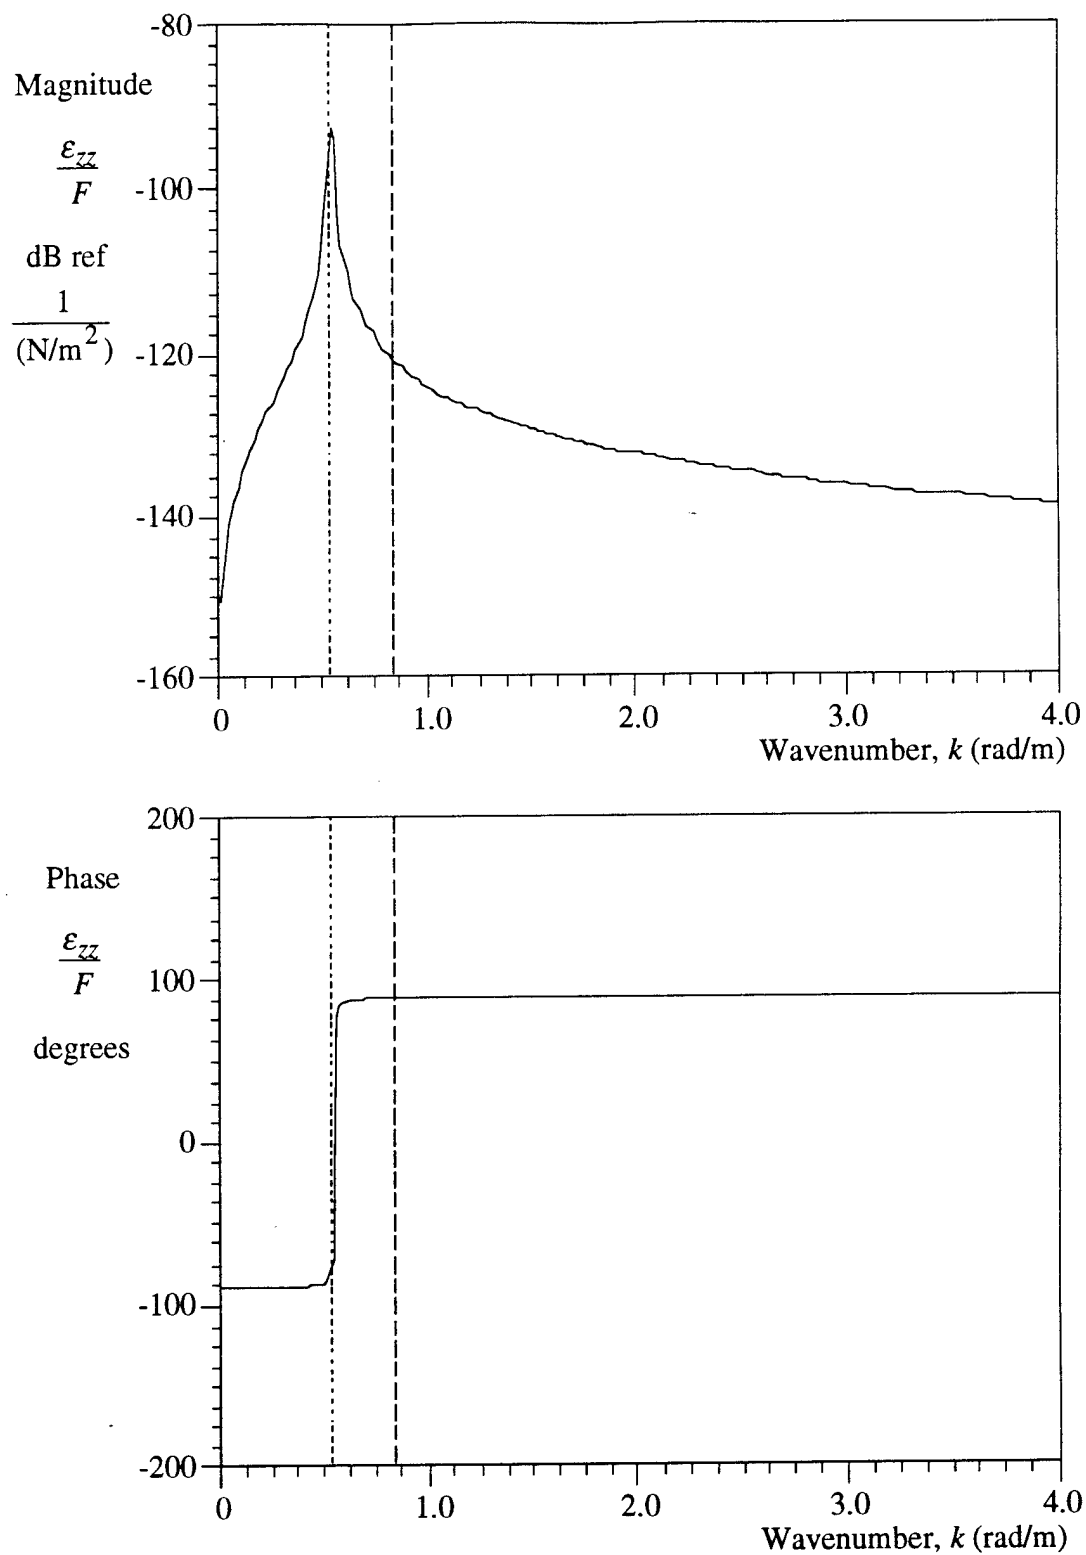 -80
Magnitude
εzz
F
-100
dB ref
1
(N/m2)
-120
-140
-160
0 1.0 2.0 3.0 4.0
Wavenumber, k (rad/m)
200
Phase
εzz
F
100
degrees
0
-100
-200
0 1.0 2.0 3.0 4.0
Wavenumber, k (rad/m)